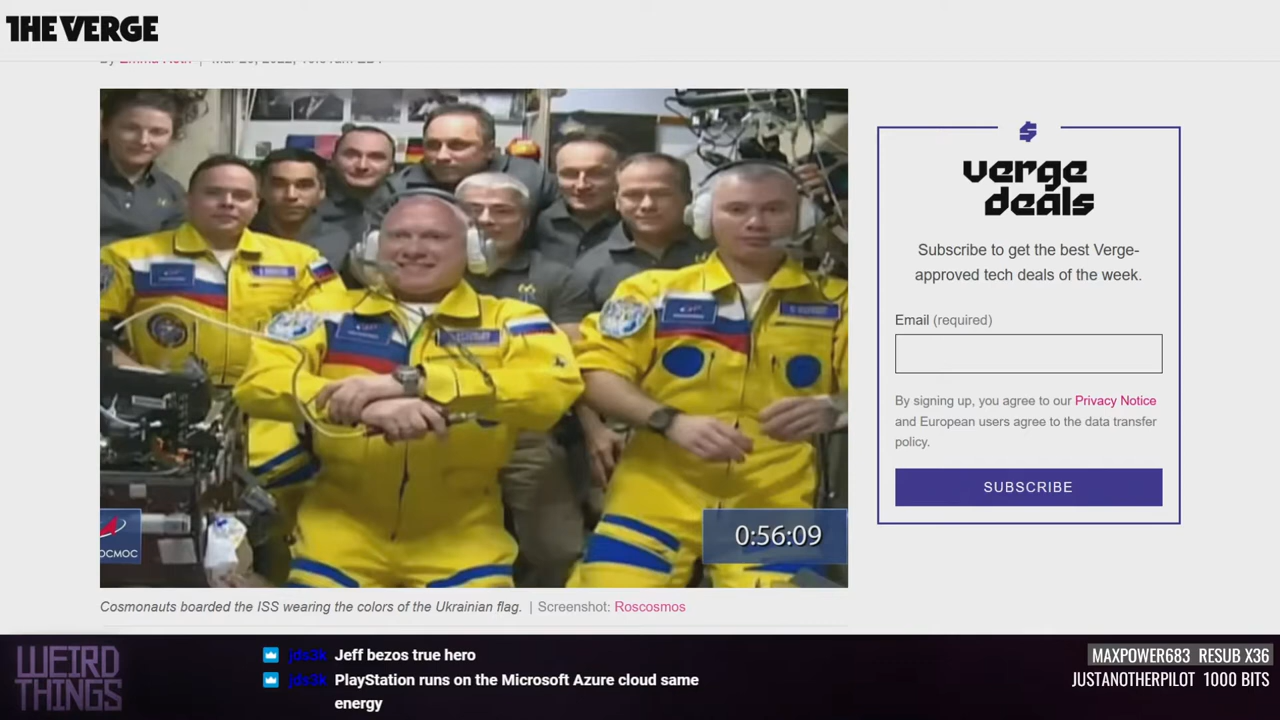 THE VERGE
verge
deals
Subscribe to get the best Verge-
approved tech deals of the week.
Email (required)
By signing up, you agree to our Privacy Notice
and European users agree to the data transfer
policy.
SUBSCRIBE
0:56:09
Cosmonauts boarded the ISS wearing the colors of the Ukrainian flag. | Screenshot: Roscosmos
WEIRD
THINGS
jds3k Jeff bezos true hero
jds3k PlayStation runs on the Microsoft Azure cloud same
energy
MAXPOWER683 RESUB X36
JUSTANOTHERPILOT 1000 BITS